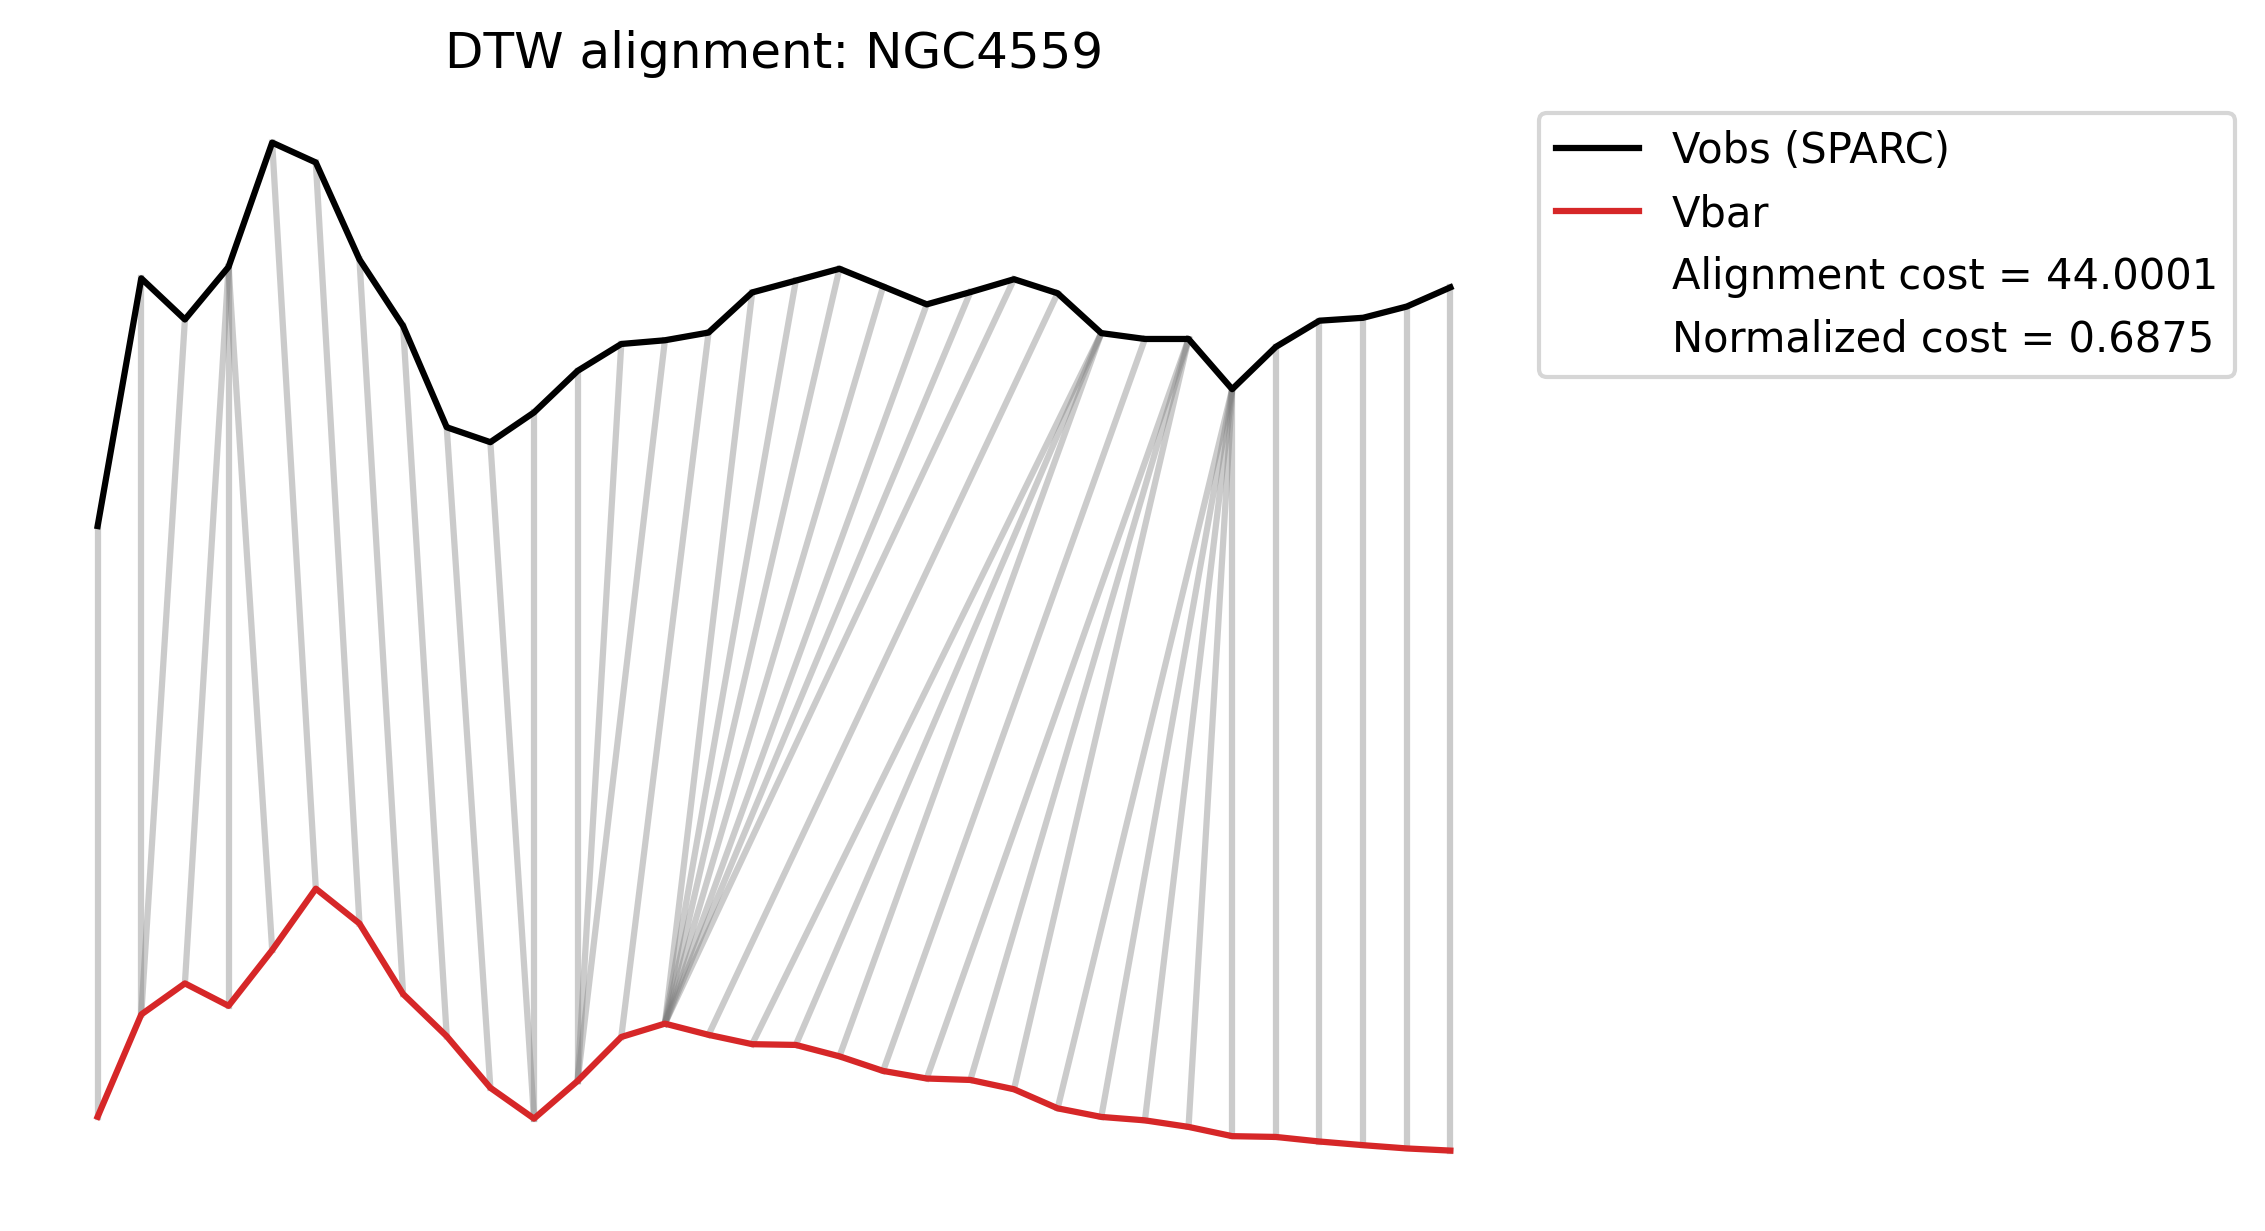 DTW alignment: NGC4559
Vobs (SPARC)
Vbar
Alignment cost = 44.0001
Normalized cost = 0.6875